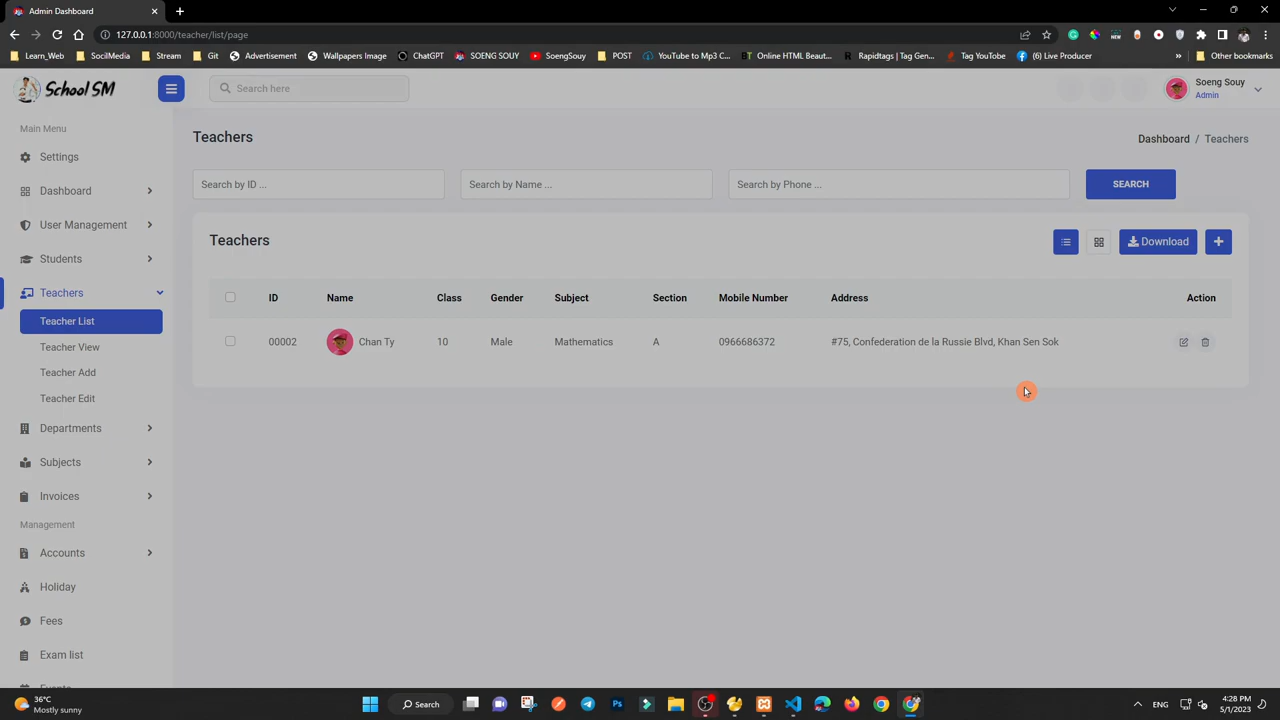 Admin Dashboard
127.0.0.1:8000/teacher/list/page
Learn_Web SocilMedia Stream Git Advertisement Wallpapers Image ChatGPT SOENG SOUY SoengSouy POST YouTube to Mp3 C... Online HTML Beaut... Rapidtags | Tag Gen... Tag YouTube (6) Live Producer » Other bookmarks
School SM
Search here
Soeng Souy
Admin
Main Menu
Settings
Dashboard
User Management
Students
Teachers
Teacher List
Teacher View
Teacher Add
Teacher Edit
Departments
Subjects
Invoices
Management
Accounts
Holiday
Fees
Exam list
Events
Teachers
Dashboard / Teachers
Search by ID ... Search by Name ... Search by Phone ... SEARCH
Teachers
Download
ID Name Class Gender Subject Section Mobile Number Address Action
00002 Chan Ty 10 Male Mathematics A 0966686372 #75, Confederation de la Russie Blvd, Khan Sen Sok
36°C
Mostly sunny
Search
ENG
4:28 PM
5/1/2023